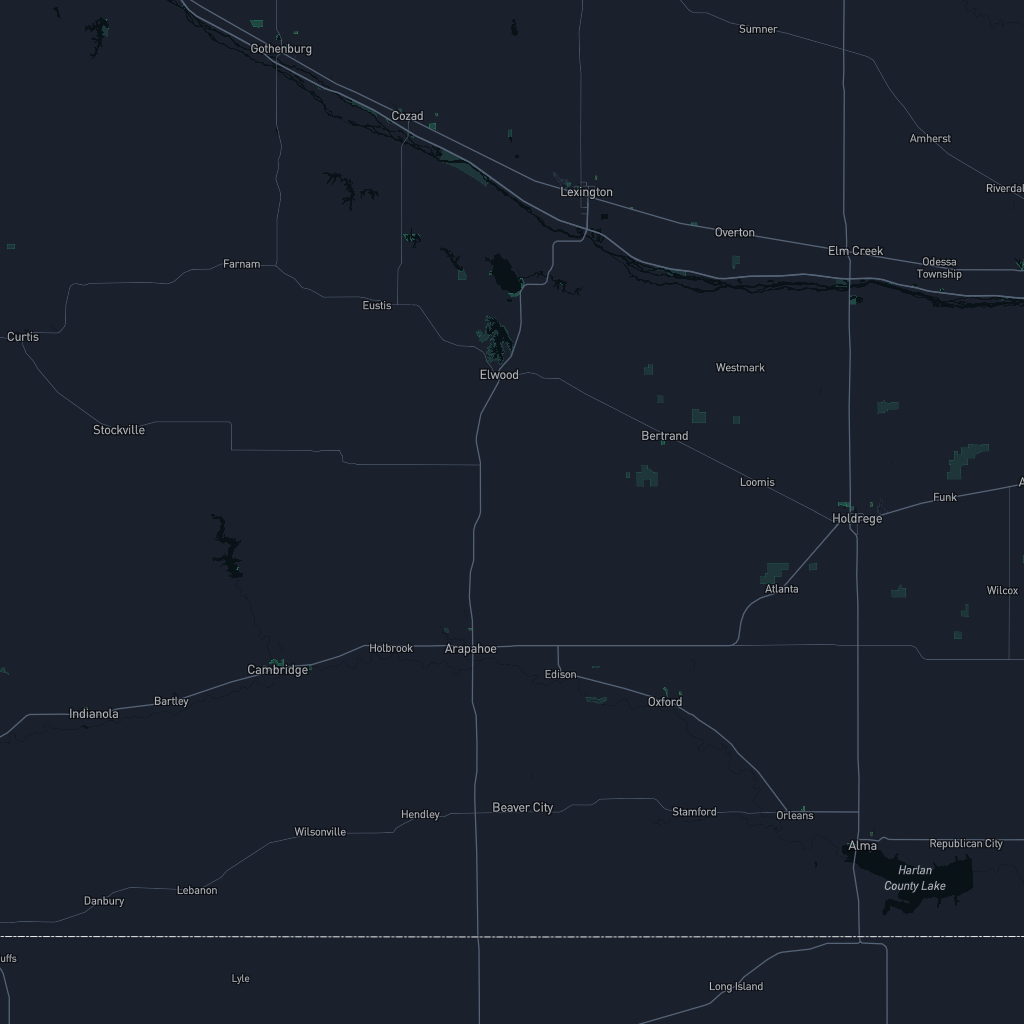 Sumner
Gothenburg
Cozad
Amherst
Riverdal
Lexington
Overton
Elm Creek
Odessa
Township
Farnam
Eustis
Curtis
Westmark
Elwood
Stockville
Bertrand
Loomis
Funk
A
Holdrege
Atlanta
Wilcox
Holbrook
Arapahoe
Cambridge
Edison
Bartley
Oxford
Indianola
Beaver City
Hendley
Stamford
Orleans
Wilsonville
Alma
Republican City
Harlan
County Lake
Lebanon
Danbury
uffs
Lyle
Long Island